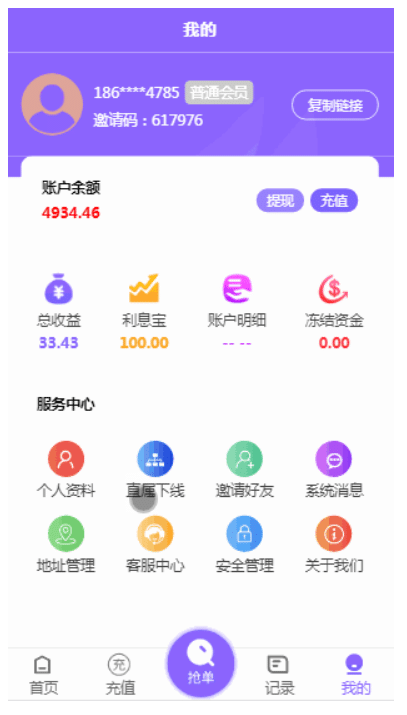 我的
186****4785 普通会员
邀请码：617976
复制链接
账户余额
4934.46
提现 充值
总收益 利息宝 账户明细 冻结资金
33.43 100.00 -- -- 0.00
服务中心
个人资料 直属下线 邀请好友 系统消息
地址管理 客服中心 安全管理 关于我们
充
抢单
首页 充值 记录 我的